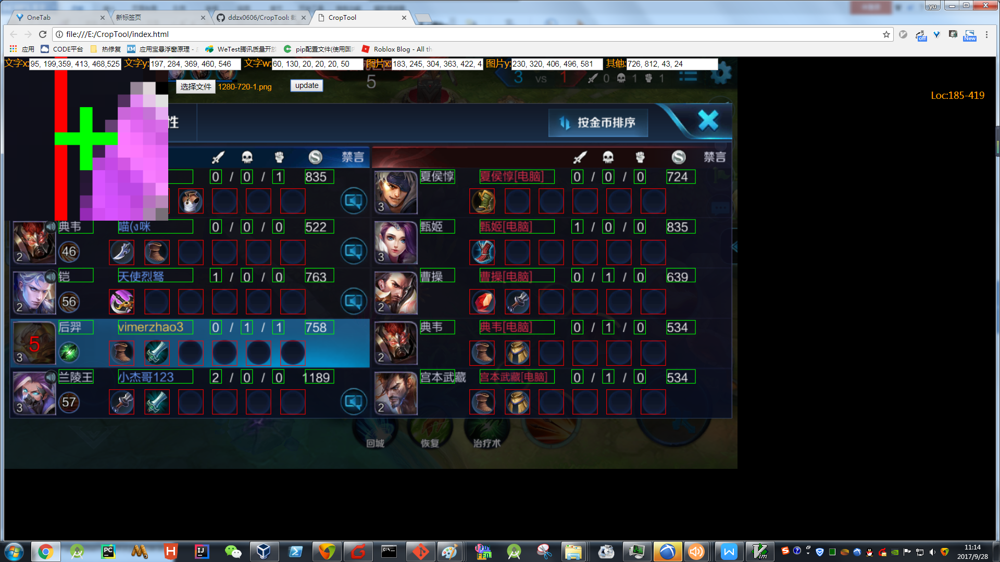 yu
OneTab
新标签页
ddzx0606/CropTool: 截
CropTool
file:///E:/CropTool/index.html
off
New
应用
CODE平台
热修复
KM
应用宝悬浮窗原理 -
WeTest腾讯质量开放
pip配置文件(使用国
Roblox Blog - All th
文字x: 95, 199,359, 413, 468,525
文字y: 197, 284, 369, 460, 546
文字w: 60, 130, 20, 20, 20, 50
图片x: 183, 245, 304, 363, 422, 4
图片y: 230, 320, 406, 496, 581
其他: 726, 812, 43, 24
选择文件 1280-720-1.png
update
5
3 vs 1
0 1 1
Loc:185-419
性
按金币排序
禁言
禁言
0 / 0 / 1 835
夏侯惇 夏侯惇[电脑] 0 / 0 / 0 724
3
典韦 喵(ง咪 0 / 0 / 0 522
2 46
甄姬 甄姬[电脑] 1 / 0 / 0 835
3
铠 天使烈驽 1 / 0 / 0 763
2 56
曹操 曹操[电脑] 0 / 1 / 0 639
2
后羿 vimerzhao3 0 / 1 / 1 758
5
3
典韦 典韦[电脑] 0 / 1 / 0 534
2
兰陵王 小杰哥123 2 / 0 / 0 1189
3 57
宫本武藏 宫本武藏[电脑] 0 / 1 / 0 534
2
回城
恢复
治疗术
11:14
2017/9/28